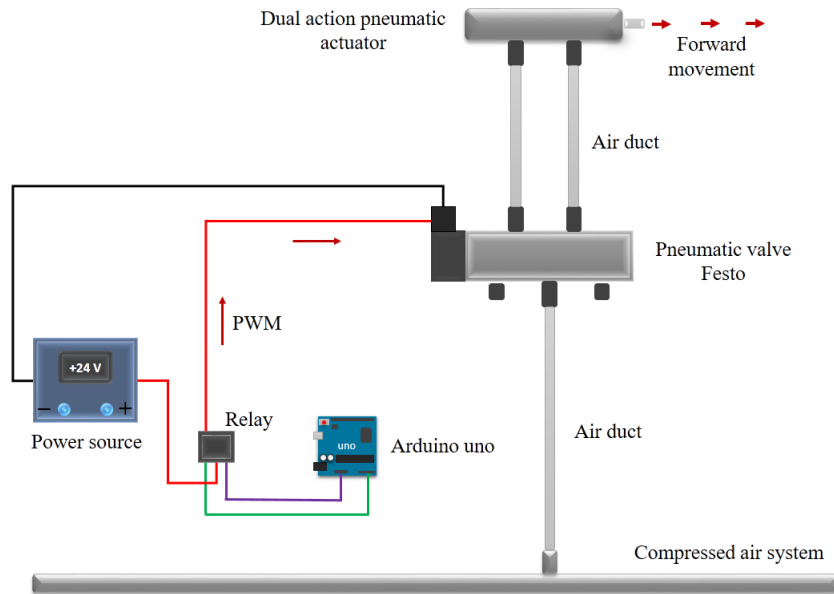 Dual action pneumatic
actuator
Forward
movement
Air duct
Pneumatic valve
Festo
PWM
+24 V
− +
Power source
Relay
uno
Arduino uno
Air duct
Compressed air system